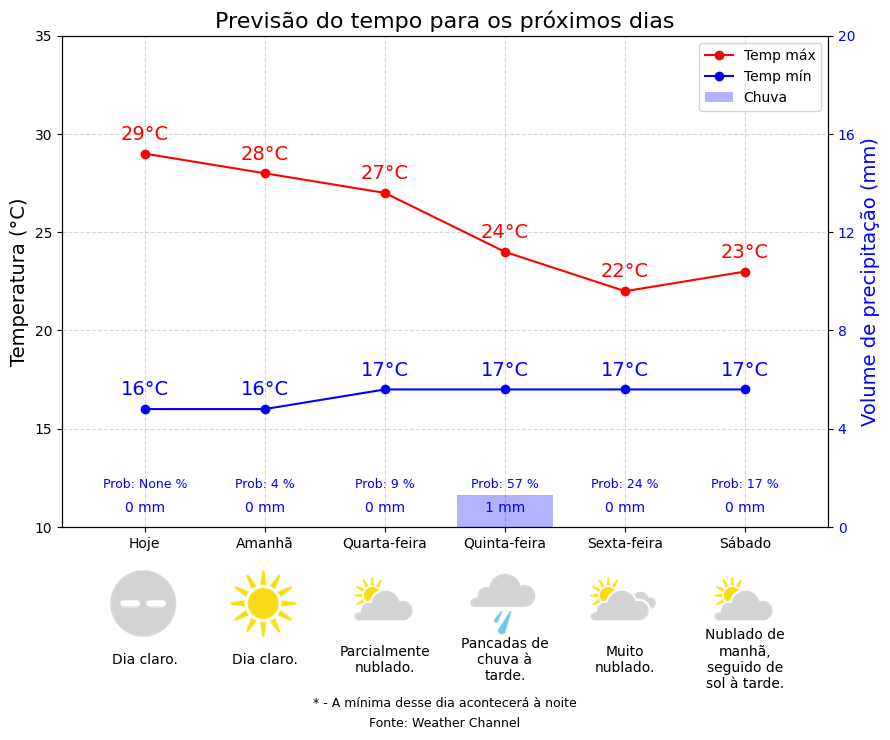 Previsão do tempo para os próximos dias
Temperatura (°C)
Volume de precipitação (mm)
35
30
25
20
15
10
20
16
12
8
4
0
Temp máx
Temp mín
Chuva
29°C 28°C 27°C 24°C 22°C 23°C
16°C 16°C 17°C 17°C 17°C 17°C
Prob: None % Prob: 4 % Prob: 9 % Prob: 57 % Prob: 24 % Prob: 17 %
0 mm 0 mm 0 mm 1 mm 0 mm 0 mm
Hoje Amanhã Quarta-feira Quinta-feira Sexta-feira Sábado
Dia claro.
Dia claro.
Parcialmente
nublado.
Pancadas de
chuva à
tarde.
Muito
nublado.
Nublado de
manhã,
seguido de
sol à tarde.
* - A mínima desse dia acontecerá à noite
Fonte: Weather Channel